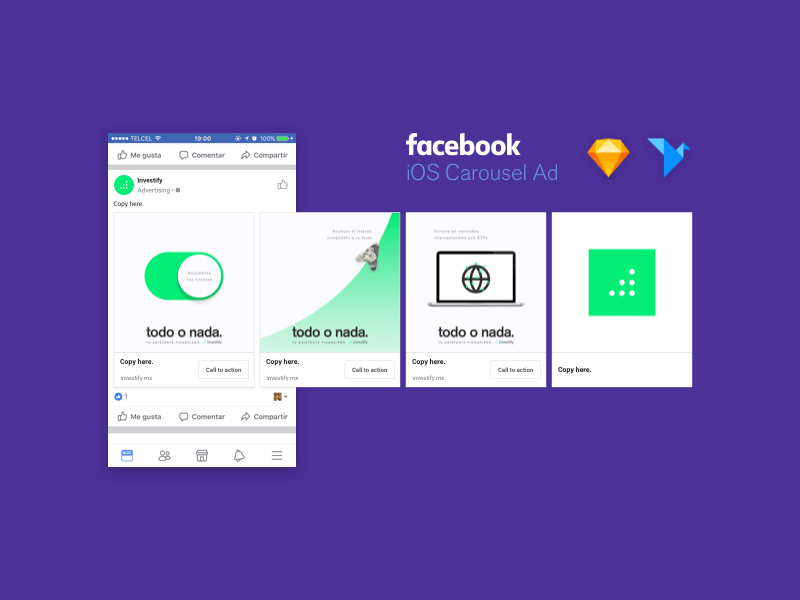 facebook
iOS Carousel Ad
TELCEL 19:00 100%
Me gusta Comentar Compartir
Investify
Advertising
Copy here.
Automatiza
tus finanzas.
todo o nada.
TU ASISTENTE FINANCIERO investify
Copy here.
investify.mx
Call to action
Acumula el interés
compuesto a tu favor
todo o nada.
TU ASISTENTE FINANCIERO investify
Copy here.
investify.mx
Call to action
Invierte en mercados
internacionales con ETFs
todo o nada.
TU ASISTENTE FINANCIERO investify
Copy here.
investify.mx
Call to action
Copy here.
1
Me gusta Comentar Compartir